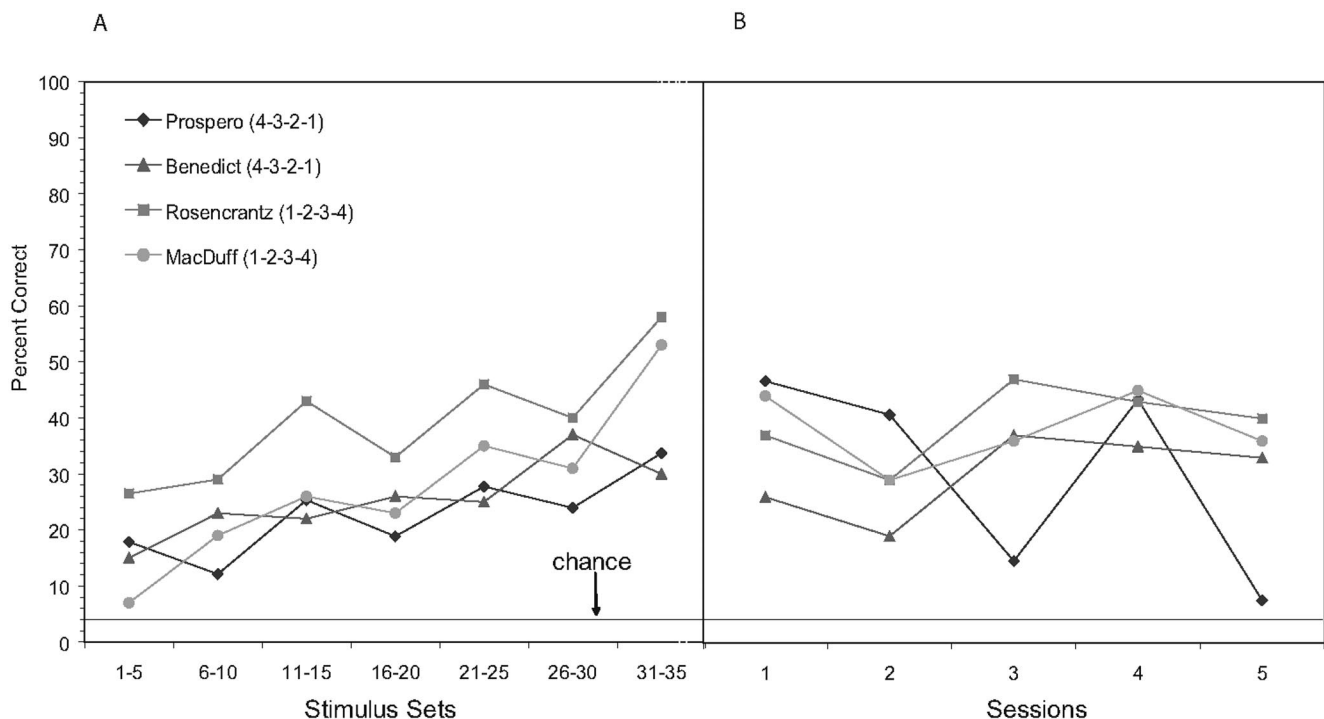 A
B
100
90
80
70
60
50
40
30
20
10
0
Percent Correct
Prospero (4-3-2-1)
Benedict (4-3-2-1)
Rosencrantz (1-2-3-4)
MacDuff (1-2-3-4)
chance
1-5 6-10 11-15 16-20 21-25 26-30 31-35
Stimulus Sets
1 2 3 4 5
Sessions